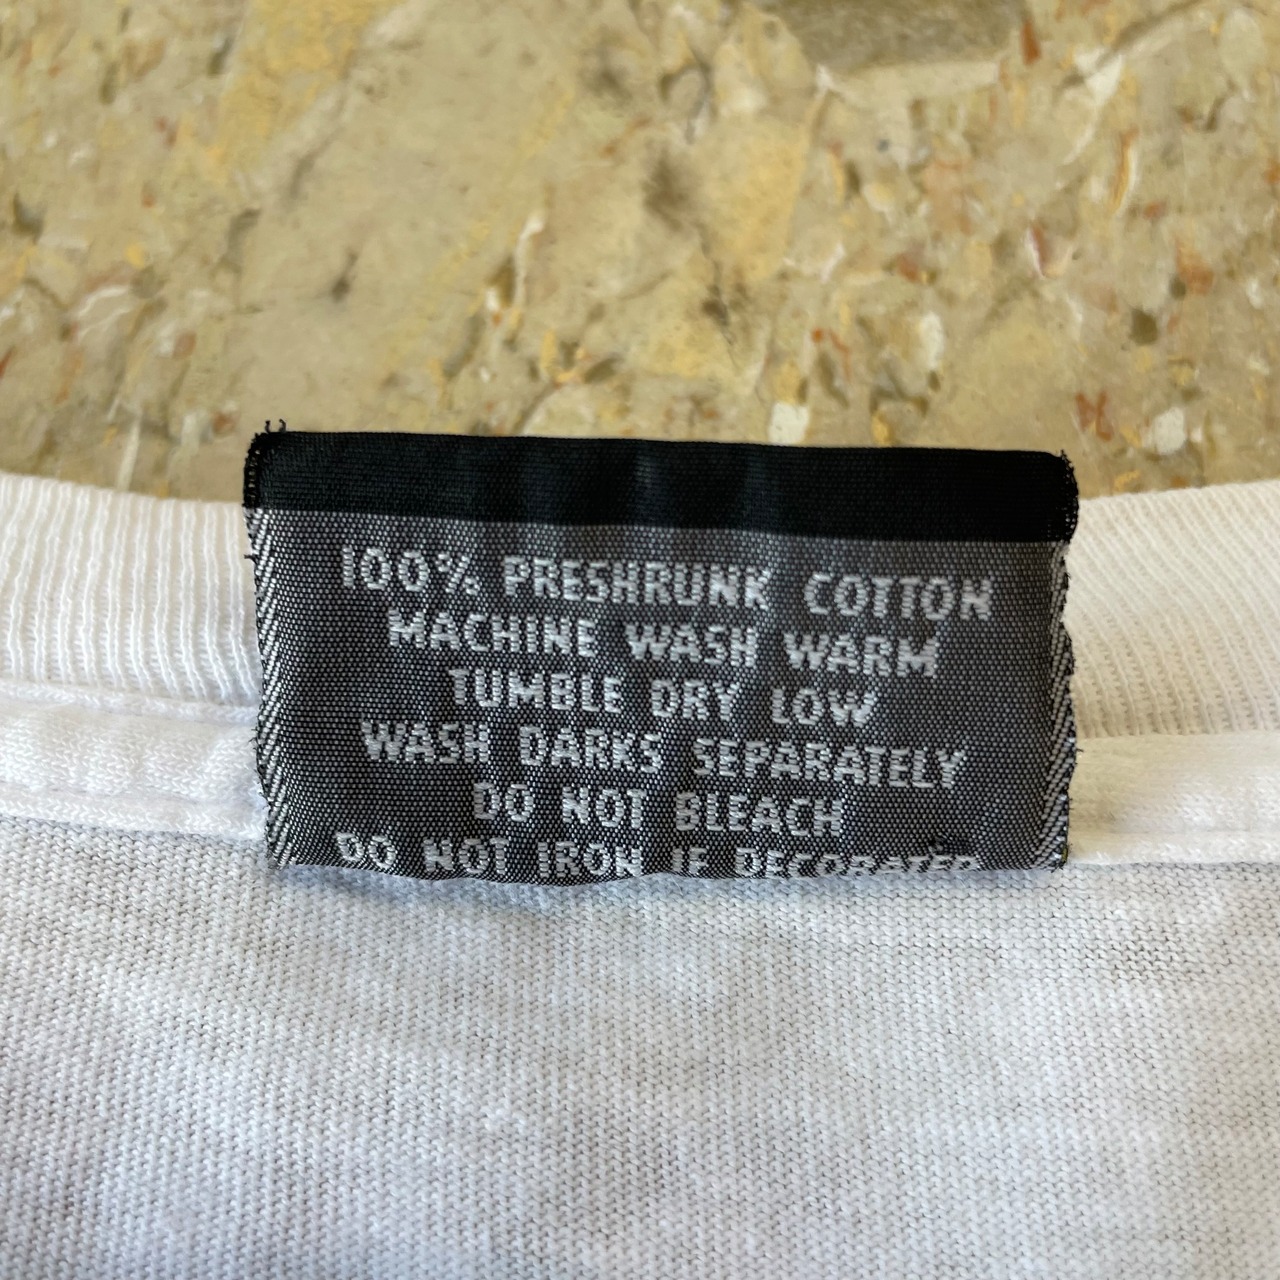 100% PRESHRUNK COTTON
MACHINE WASH WARM
TUMBLE DRY LOW
WASH DARKS SEPARATELY
DO NOT BLEACH
DO NOT IRON IF DECORATED